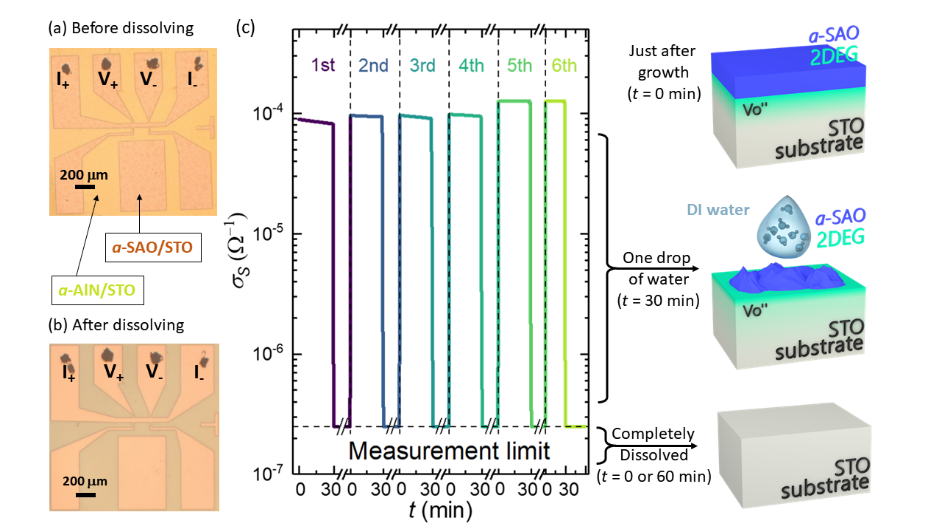 (a) Before dissolving
I+ V+ V- I-
200 µm
a-SAO/STO
a-AlN/STO
(b) After dissolving
I+ V+ V- I-
200 µm
(c)
1st 2nd 3rd 4th 5th 6th
10-4
10-5
10-6
10-7
σS (Ω-1)
Measurement limit
0 30 0 30 0 30 0 30 0 30 0 30
t (min)
Just after
growth
(t = 0 min)
a-SAO
2DEG
Vo''
STO
substrate
One drop
of water
(t = 30 min)
DI water
a-SAO
2DEG
Vo''
STO
substrate
Completely
Dissolved
(t = 0 or 60 min)
STO
substrate